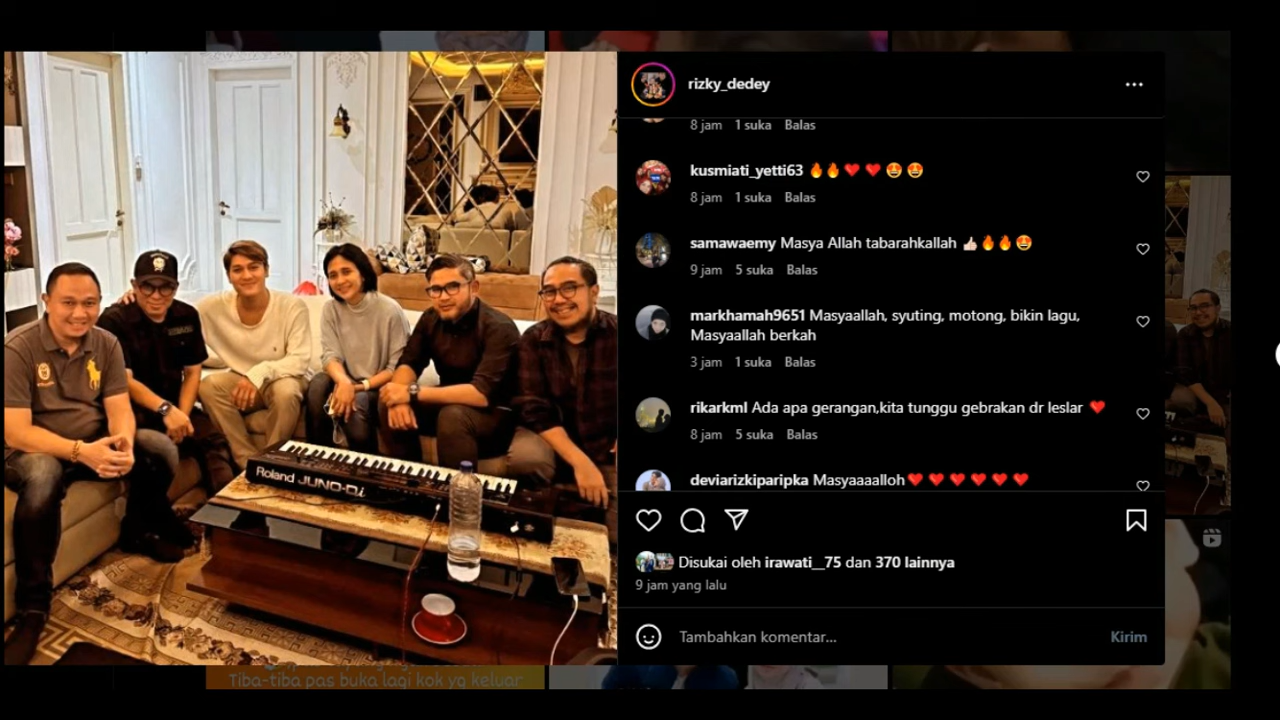 rizky_dedey
8 jam 1 suka Balas
kusmiati_yetti63 🔥🔥❤️❤️😍😍
8 jam 1 suka Balas
samawaemy Masya Allah tabarahkallah 👍🏻🔥🔥😍
9 jam 5 suka Balas
markhamah9651 Masyaallah, syuting, motong, bikin lagu,
Masyaallah berkah
3 jam 1 suka Balas
rikarkml Ada apa gerangan,kita tunggu gebrakan dr leslar ❤️
8 jam 5 suka Balas
deviarizkiparipka Masyaaaalloh❤️❤️❤️❤️❤️❤️
Roland JUNO-Di
Disukai oleh irawati__75 dan 370 lainnya
9 jam yang lalu
Tambahkan komentar...
Kirim
Tiba-tiba pas buka lagi kok ya keluar